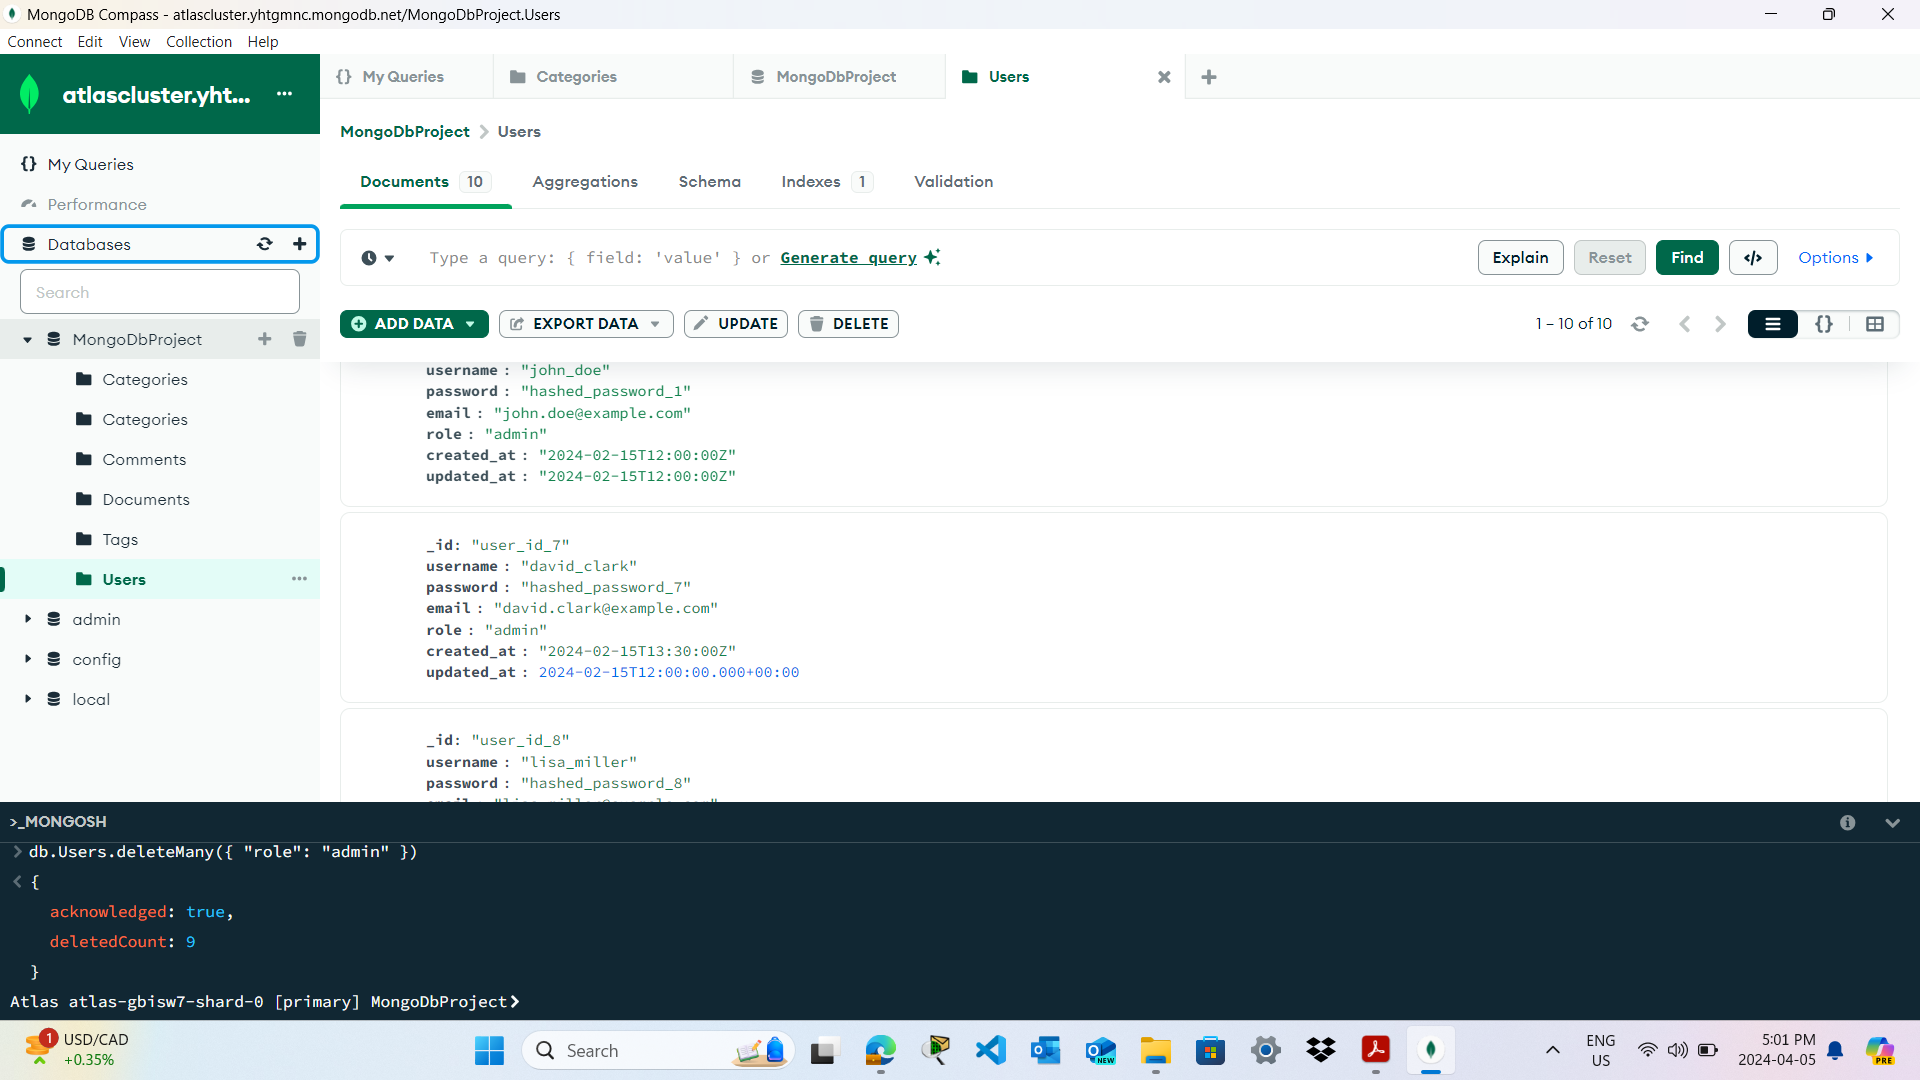 MongoDB Compass - atlascluster.yhtgmnc.mongodb.net/MongoDbProject.Users
Connect Edit View Collection Help
atlascluster.yht... ...
My Queries
Performance
Databases
Search
MongoDbProject
Categories
Categories
Comments
Documents
Tags
Users
admin
config
local
{} My Queries
Categories
MongoDbProject
Users
MongoDbProject > Users
Documents 10
Aggregations
Schema
Indexes 1
Validation
Type a query: { field: 'value' } or Generate query
Explain
Reset
Find
</>
Options
ADD DATA
EXPORT DATA
UPDATE
DELETE
1 – 10 of 10
{}
username : "john_doe"
password : "hashed_password_1"
email : "john.doe@example.com"
role : "admin"
created_at : "2024-02-15T12:00:00Z"
updated_at : "2024-02-15T12:00:00Z"
_id: "user_id_7"
username : "david_clark"
password : "hashed_password_7"
email : "david.clark@example.com"
role : "admin"
created_at : "2024-02-15T13:30:00Z"
updated_at : 2024-02-15T12:00:00.000+00:00
_id: "user_id_8"
username : "lisa_miller"
password : "hashed_password_8"
>_MONGOSH
> db.Users.deleteMany({ "role": "admin" })
< {
acknowledged: true,
deletedCount: 9
}
Atlas atlas-gbisw7-shard-0 [primary] MongoDbProject>
1
USD/CAD
+0.35%
Search
NEW
ENG
US
5:01 PM
2024-04-05
PRE